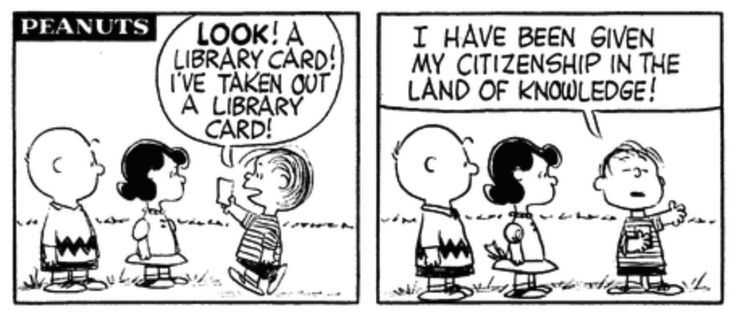 PEANUTS
LOOK! A
LIBRARY CARD!
I'VE TAKEN OUT
A LIBRARY
CARD!
I HAVE BEEN GIVEN
MY CITIZENSHIP IN THE
LAND OF KNOWLEDGE!